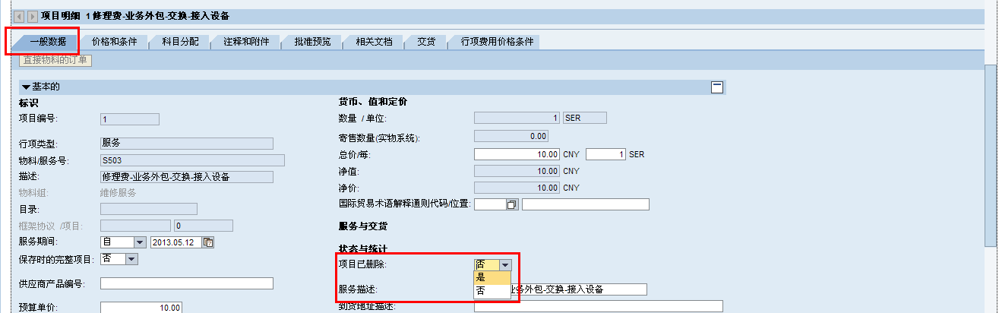 项目明细 1 修理费-业务外包-交换-接入设备
一般数据 价格和条件 科目分配 注释和附件 批准预览 相关文档 交货 行项费用价格条件
直接物料的订单
基本的
标识
项目编号: 1
行项类型: 服务
物料/服务号: S503
描述: 修理费-业务外包-交换-接入设备
物料组: 维修服务
目录:
框架协议 /项目: 0
服务期间: 自 2013.05.12
保存时的完整项目: 否
供应商产品编号:
预算单价: 10.00
货币、值和定价
数量 / 单位: 1 SER
寄售数量(实物系统): 0.00
总价/每: 10.00 CNY 1 SER
净值: 10.00 CNY
净价: 10.00 CNY
国际贸易术语解释通则代码/位置:
服务与交货
状态与统计
项目已删除: 否
是
否
服务描述: 业务外包-交换-接入设备
到货地址描述: